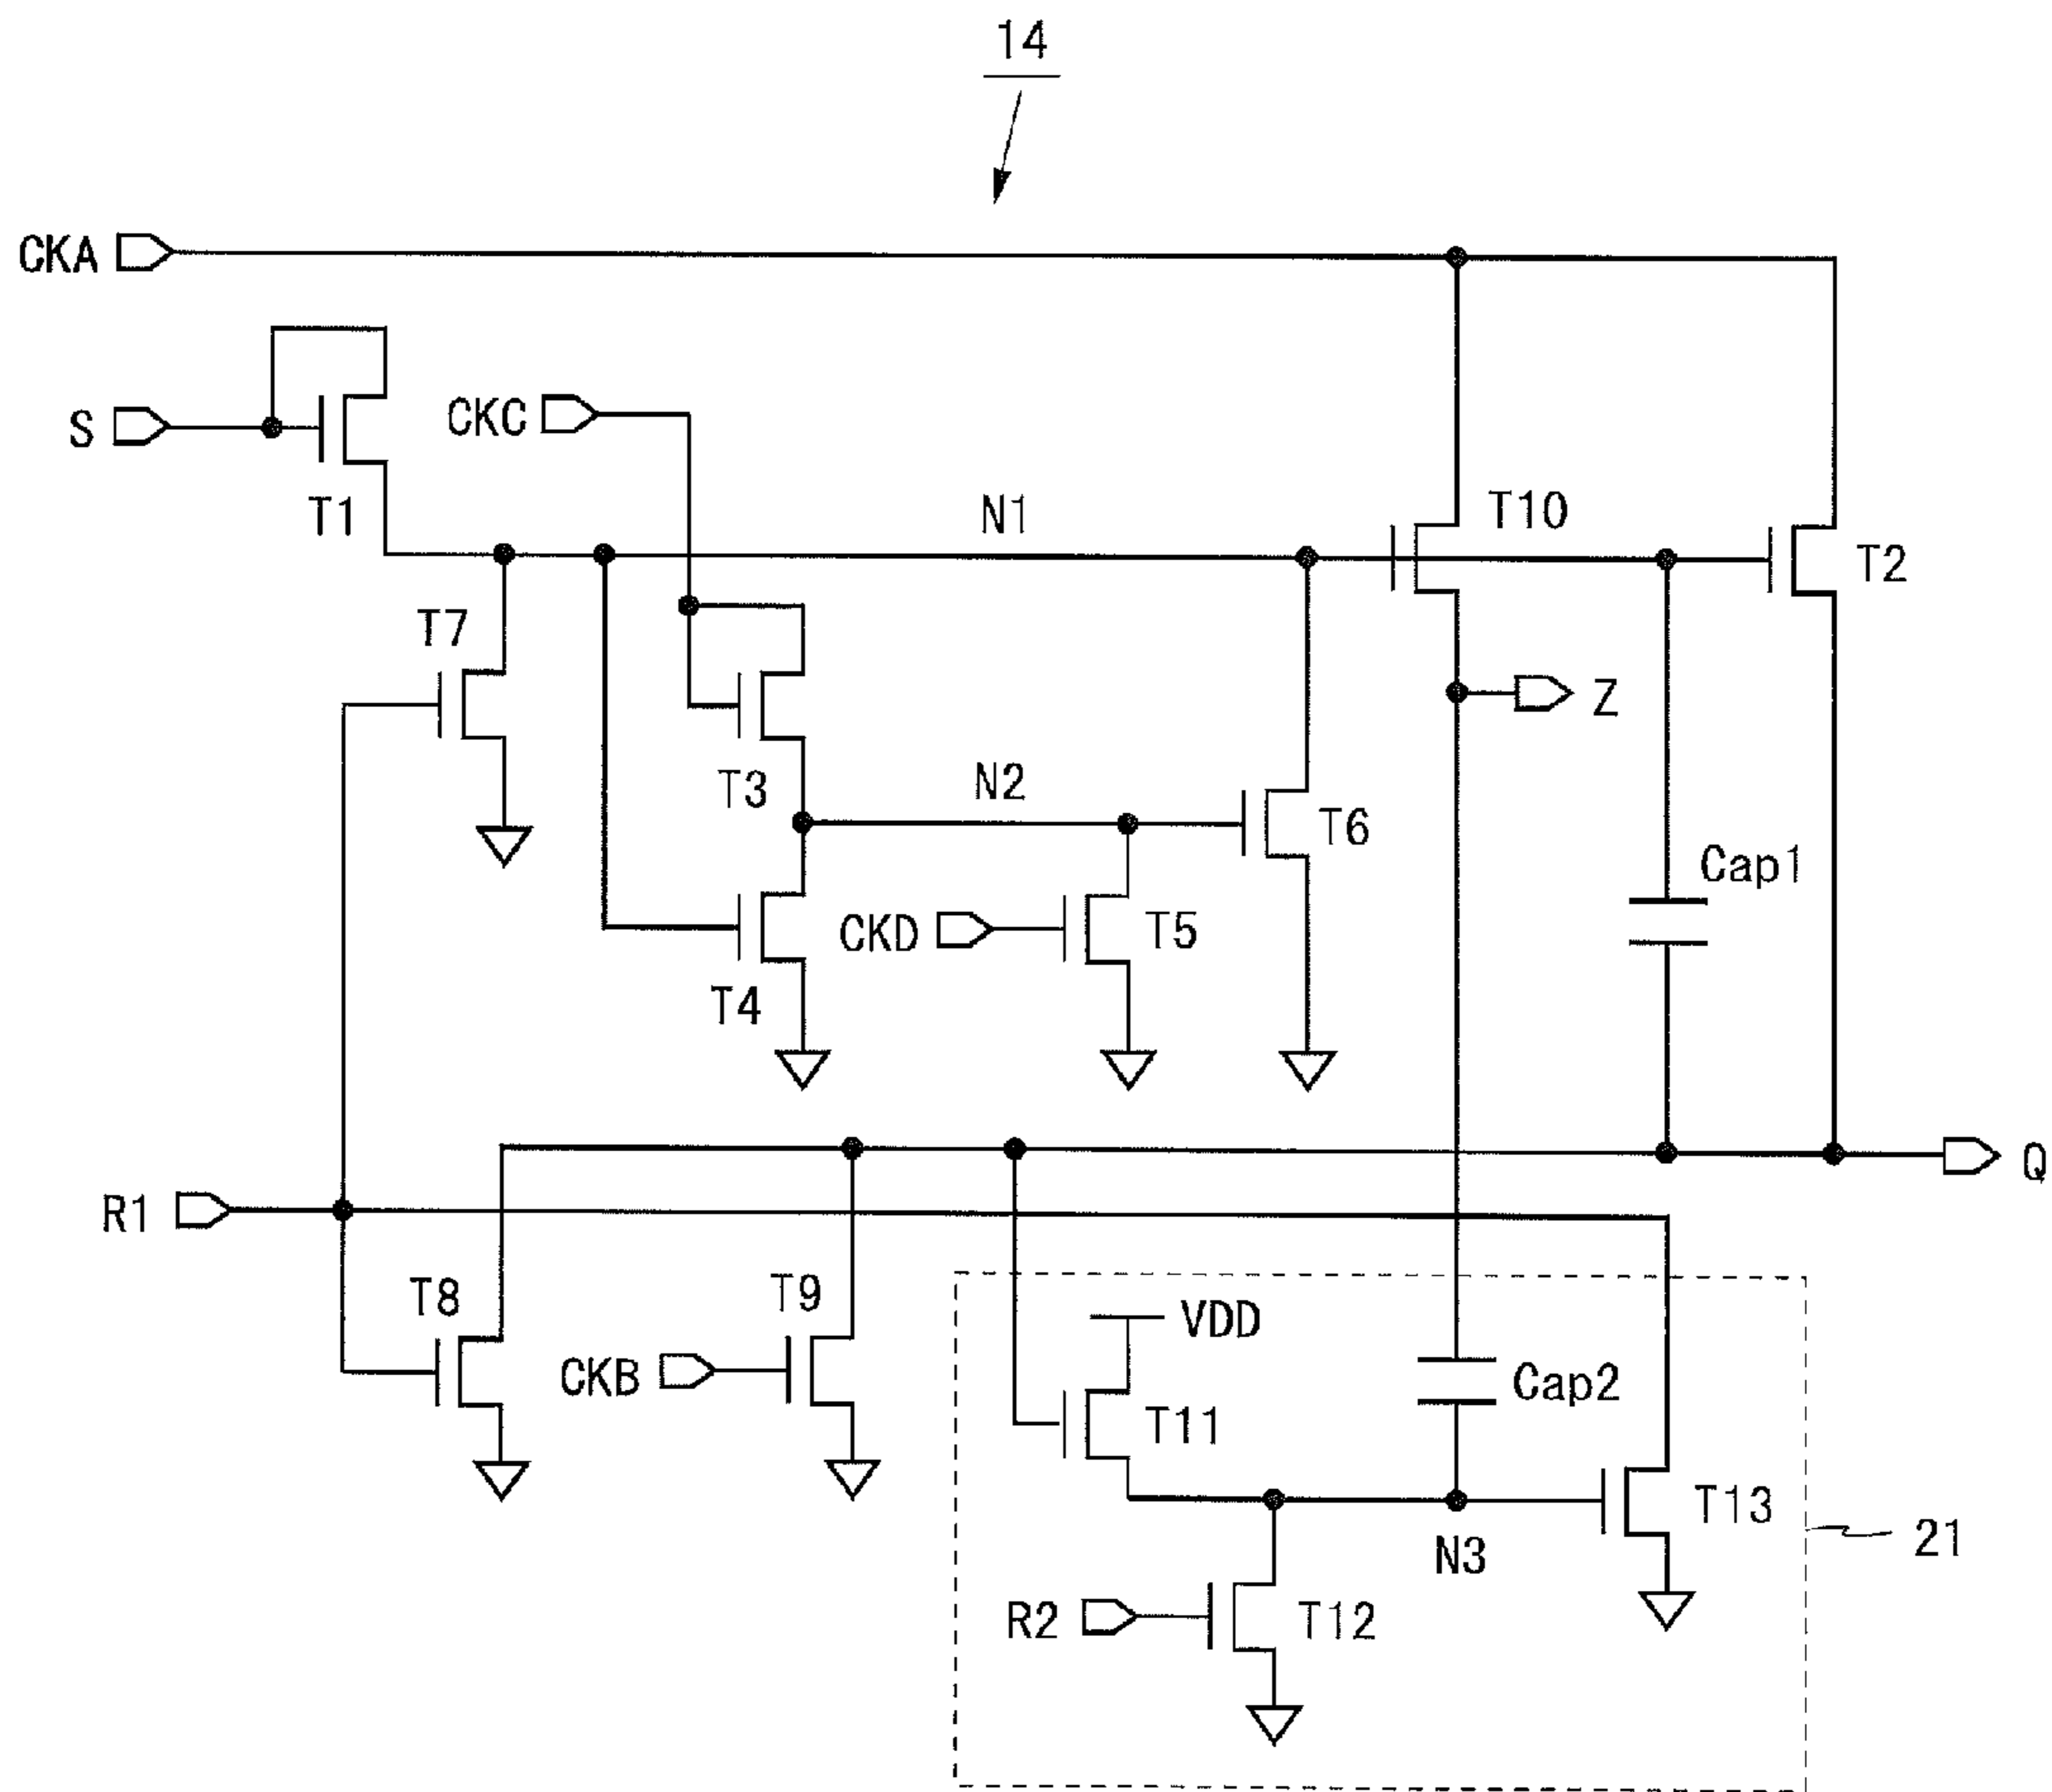 14
CKA
S
CKC
T1
N1
T10
T2
T7
Z
T3
N2
T6
Cap1
CKD
T5
T4
Q
R1
T8
T9
VDD
CKB
Cap2
T11
T13
21
N3
R2
T12